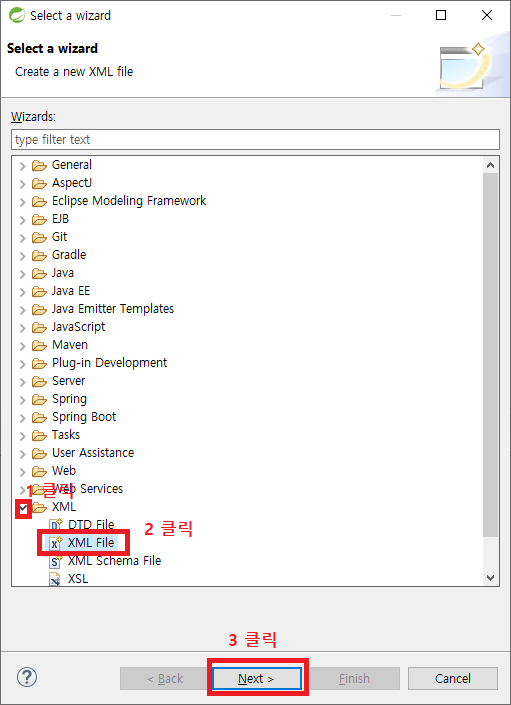 Select a wizard
Select a wizard
Create a new XML file
Wizards:
type filter text
General
AspectJ
Eclipse Modeling Framework
EJB
Git
Gradle
Java
Java EE
Java Emitter Templates
JavaScript
Maven
Plug-in Development
Server
Spring
Spring Boot
Tasks
User Assistance
Web
Web Services
1 클릭
XML
DTD File
2 클릭
XML File
XML Schema File
XSL
3 클릭
?
< Back
Next >
Finish
Cancel